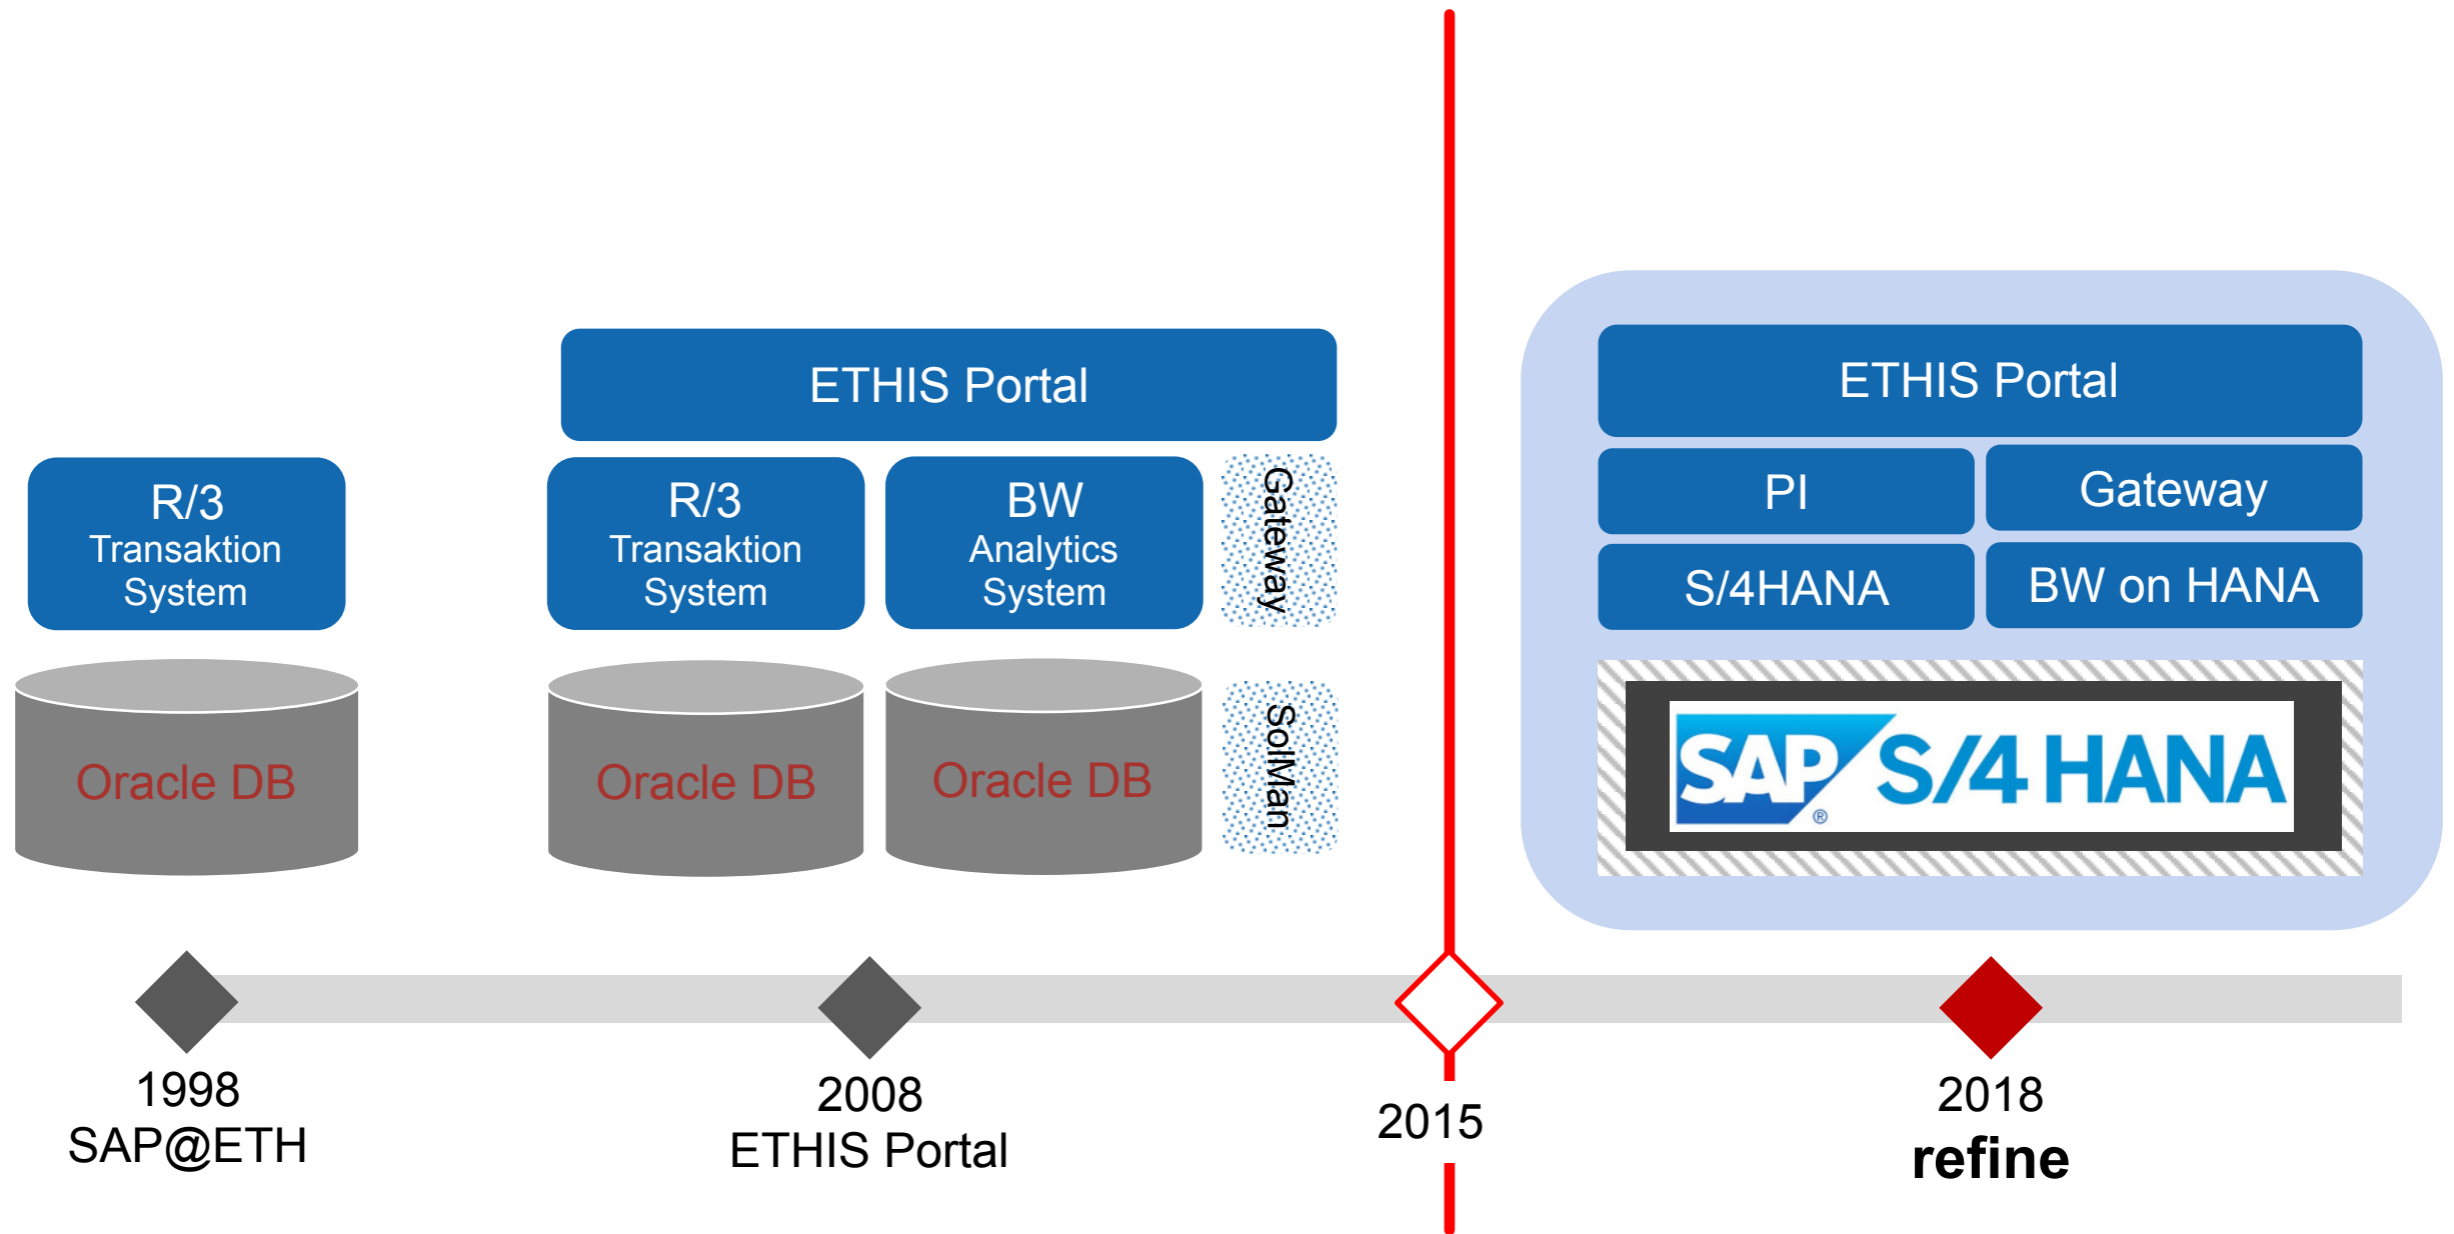 R/3
Transaktion
System
Oracle DB
ETHIS Portal
R/3
Transaktion
System
BW
Analytics
System
Gateway
Oracle DB
Oracle DB
SolMan
ETHIS Portal
PI
Gateway
S/4HANA
BW on HANA
SAP® S/4 HANA
1998
SAP@ETH
2008
ETHIS Portal
2015
2018
refine